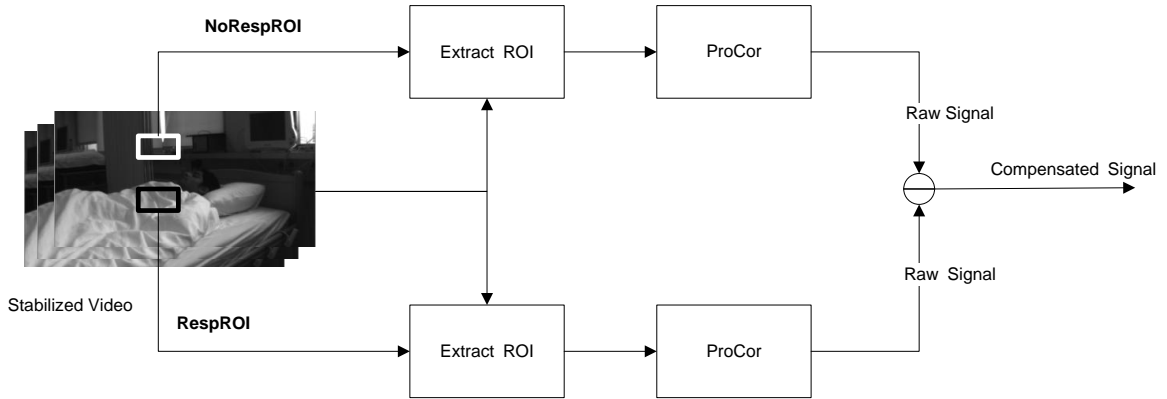 NoRespROI
Extract ROI
ProCor
Raw Signal
Compensated Signal
Raw Signal
Stabilized Video
RespROI
Extract ROI
ProCor